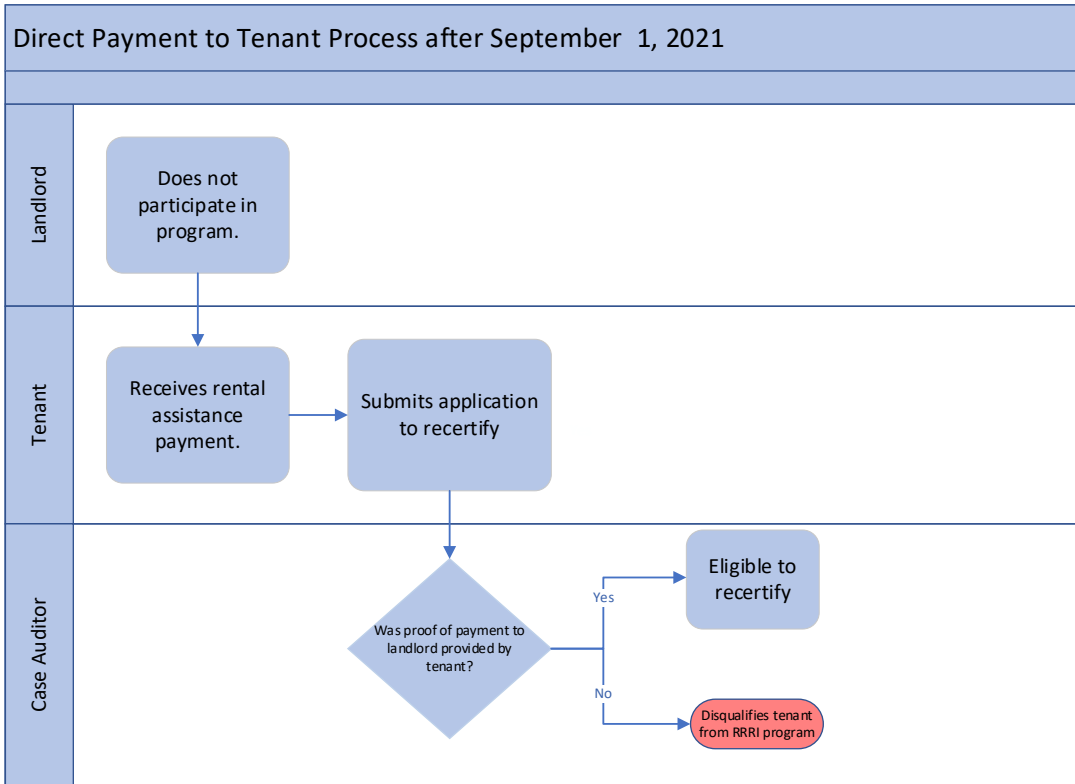 Direct Payment to Tenant Process after September 1, 2021
Landlord
Does not
participate in
program.
Tenant
Receives rental
assistance
payment.
Submits application
to recertify
Case Auditor
Was proof of payment to
landlord provided by
tenant?
Yes
Eligible to
recertify
No
Disqualifies tenant
from RRRI program